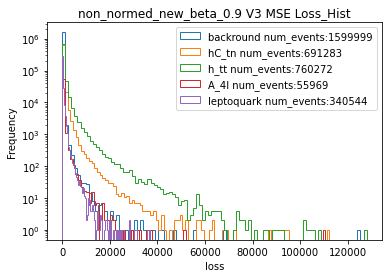 non_normed_new_beta_0.9 V3 MSE Loss_Hist
backround num_events:1599999
hC_tn num_events:691283
h_tt num_events:760272
A_4l num_events:55969
leptoquark num_events:340544
Frequency
10^6
10^5
10^4
10^3
10^2
10^1
10^0
0 20000 40000 60000 80000 100000 120000
loss